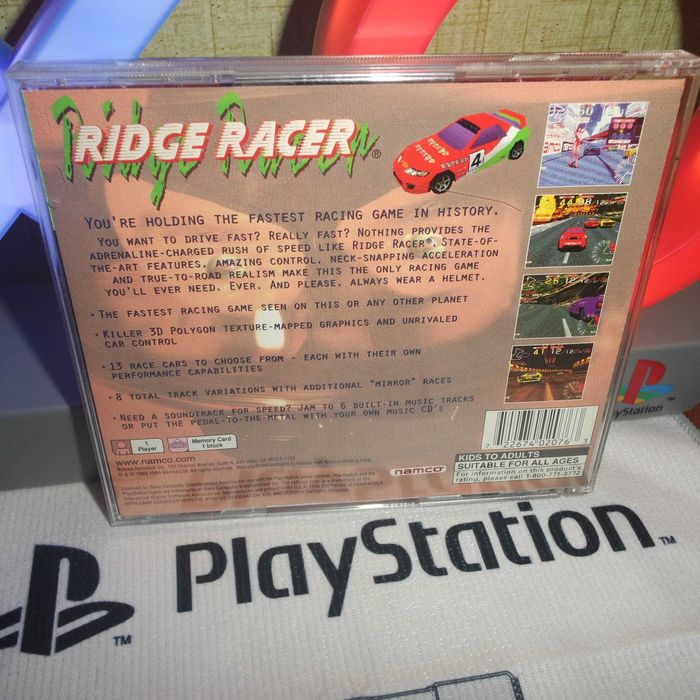 RIDGE RACER®
YOU'RE HOLDING THE FASTEST RACING GAME IN HISTORY.
YOU WANT TO DRIVE FAST? REALLY FAST? NOTHING PROVIDES THE
ADRENALINE-CHARGED RUSH OF SPEED LIKE RIDGE RACER®. STATE-OF-
THE-ART FEATURES, AMAZING CONTROL, NECK-SNAPPING ACCELERATION
AND TRUE-TO-ROAD REALISM MAKE THIS THE ONLY RACING GAME
YOU'LL EVER NEED. EVER. AND PLEASE, ALWAYS WEAR A HELMET.
• THE FASTEST RACING GAME SEEN ON THIS OR ANY OTHER PLANET
• KILLER 3D POLYGON TEXTURE-MAPPED GRAPHICS AND UNRIVALED
CAR CONTROL
• 13 RACE CARS TO CHOOSE FROM - EACH WITH THEIR OWN
PERFORMANCE CAPABILITIES
• 8 TOTAL TRACK VARIATIONS WITH ADDITIONAL "MIRROR" RACES
• NEED A SOUNDTRACK FOR SPEED? JAM TO 6 BUILT-IN MUSIC TRACKS
OR PUT THE PEDAL-TO-THE-METAL WITH YOUR OWN MUSIC CD'S
1
Player
Memory Card
1 block
www.namco.com
namco®
7 22674 02076 3
KIDS TO ADULTS
SUITABLE FOR ALL AGES
For information on this product's
rating, please call 1-800-771-3772
4
PlayStation
PlayStation™
TM